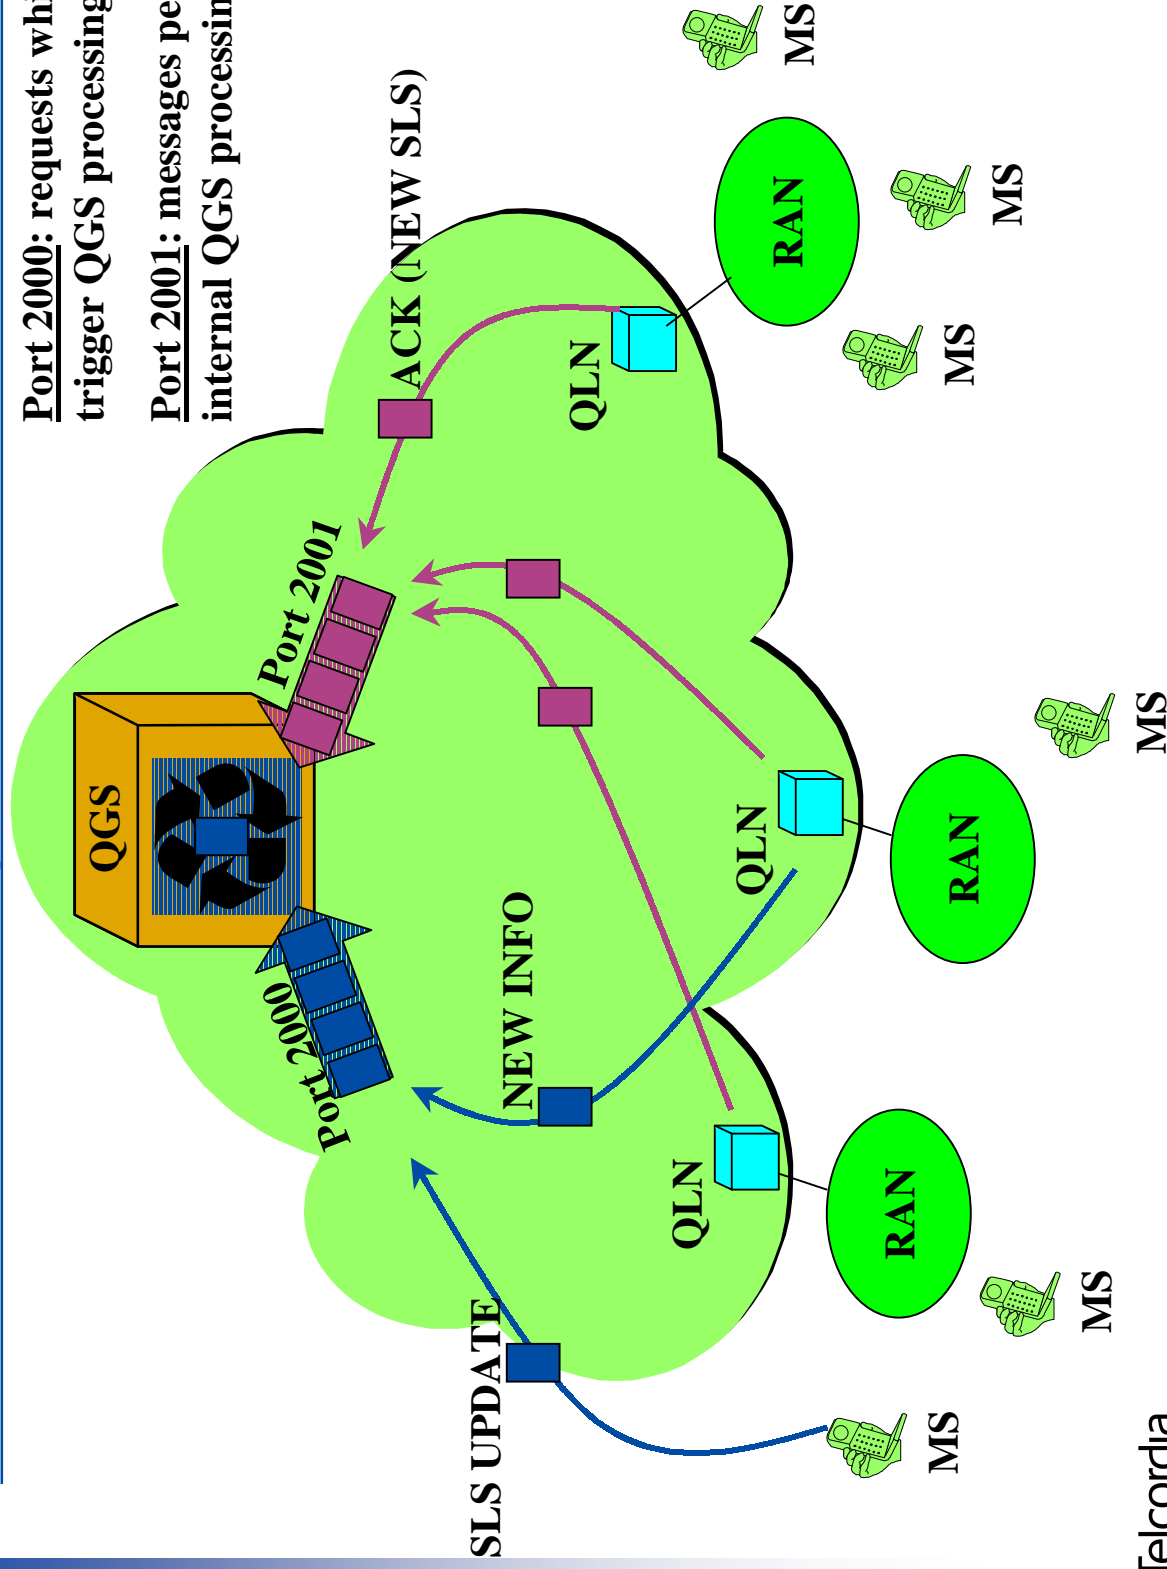 Port 2000: requests whi
trigger QGS processing
Port 2001: messages pe
internal QGS processin
QGS
Port 2000
Port 2001
SLS UPDATE
NEW INFO
ACK (NEW SLS)
QLN
QLN
QLN
RAN
RAN
RAN
MS
MS
MS
MS
MS
MS
Telcordia